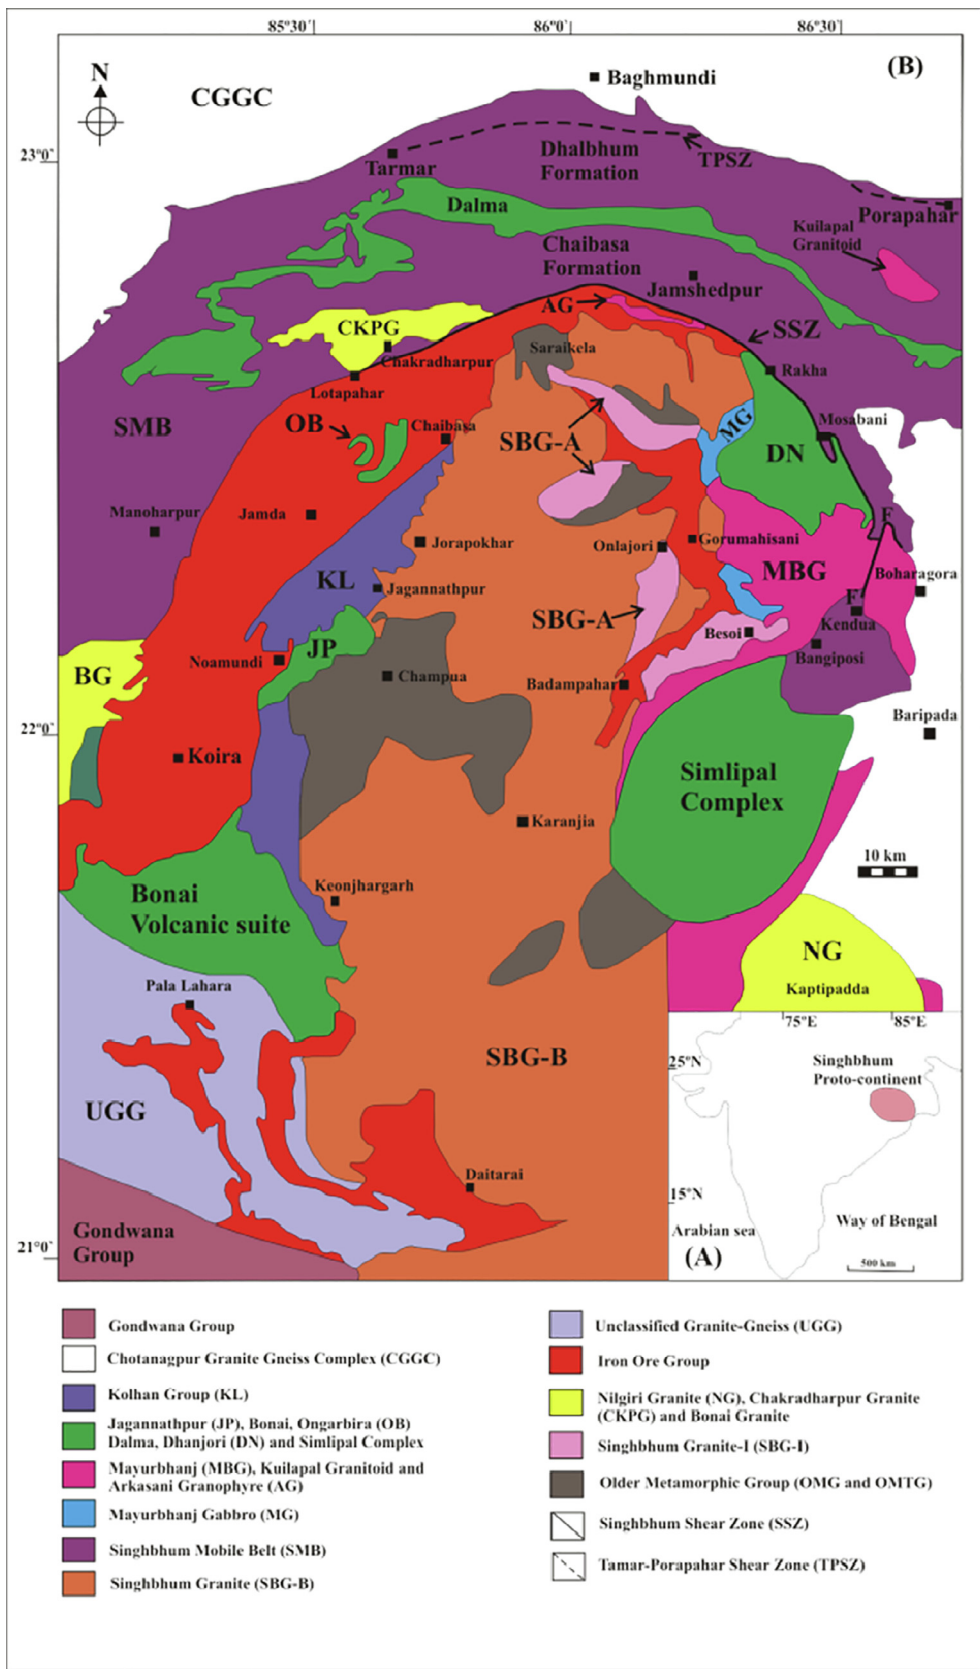 85°30'
86°0'
86°30'
(B)
N
CGGC
Baghmundi
23°0'
Tarmar
Dhalbhum
Formation
TPSZ
Porapahar
Dalma
Kuilapal
Granitoid
Chaibasa
Formation
Jamshedpur
AG
SSZ
CKPG
Saraikela
Chakradharpur
Lotapahar
Rakha
SMB
OB
Chaibasa
SBG-A
MG
Mosabani
DN
Manoharpur
Jamda
Jorapokhar
Onlajori
Gorumahisani
F
KL
Jagannathpur
MBG
Boharagora
F
SBG-A
Besoi
Kendua
JP
Bangiposi
BG
Noamundi
Champua
Badampahar
22°0'
Koira
Baripada
Simlipal
Complex
Karanjia
10 km
Bonai
Volcanic suite
Keonjhargarh
NG
Kaptipadda
Pala Lahara
75°E
85°E
SBG-B
25°N
Singhbhum
Proto-continent
UGG
Daitarai
15°N
Arabian sea
Way of Bengal
Gondwana
Group
21°0'
(A)
500 km
Gondwana Group
Chotanagpur Granite Gneiss Complex (CGGC)
Kolhan Group (KL)
Jagannathpur (JP), Bonai, Ongarbira (OB)
Dalma, Dhanjori (DN) and Simlipal Complex
Mayurbhanj (MBG), Kuilapal Granitoid and
Arkasani Granophyre (AG)
Mayurbhanj Gabbro (MG)
Singhbhum Mobile Belt (SMB)
Singhbhum Granite (SBG-B)
Unclassified Granite-Gneiss (UGG)
Iron Ore Group
Nilgiri Granite (NG), Chakradharpur Granite
(CKPG) and Bonai Granite
Singhbhum Granite-I (SBG-I)
Older Metamorphic Group (OMG and OMTG)
Singhbhum Shear Zone (SSZ)
Tamar-Porapahar Shear Zone (TPSZ)